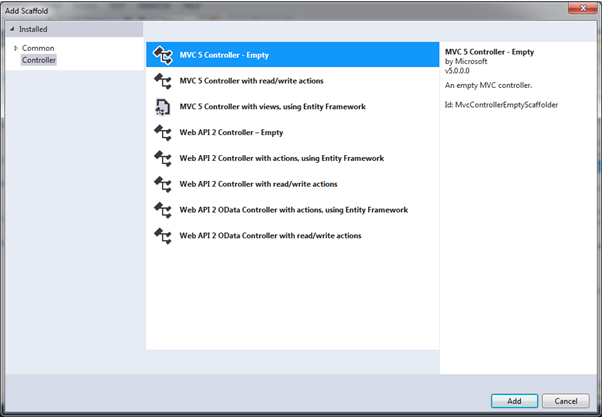 Add Scaffold
Installed
Common
Controller
MVC 5 Controller - Empty
MVC 5 Controller with read/write actions
MVC 5 Controller with views, using Entity Framework
Web API 2 Controller – Empty
Web API 2 Controller with actions, using Entity Framework
Web API 2 Controller with read/write actions
Web API 2 OData Controller with actions, using Entity Framework
Web API 2 OData Controller with read/write actions
MVC 5 Controller - Empty
by Microsoft
v5.0.0.0
An empty MVC controller.
Id: MvcControllerEmptyScaffolder
Add
Cancel